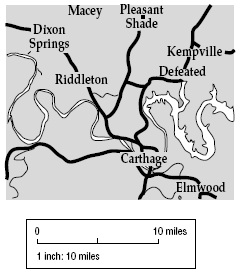 Macey
Pleasant
Shade
Dixon
Springs
Kempville
Riddleton
Defeated
Carthage
Elmwood
0 10 miles
1 inch: 10 miles